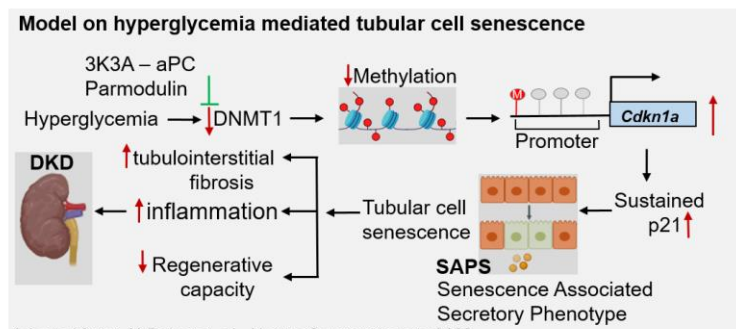 Model on hyperglycemia mediated tubular cell senescence
3K3A – aPC
Parmodulin
Hyperglycemia
DNMT1
Methylation
M
Cdkn1a
Promoter
Sustained
p21
SAPS
Senescence Associated
Secretory Phenotype
Tubular cell
senescence
tubulointerstitial
fibrosis
inflammation
Regenerative
capacity
DKD